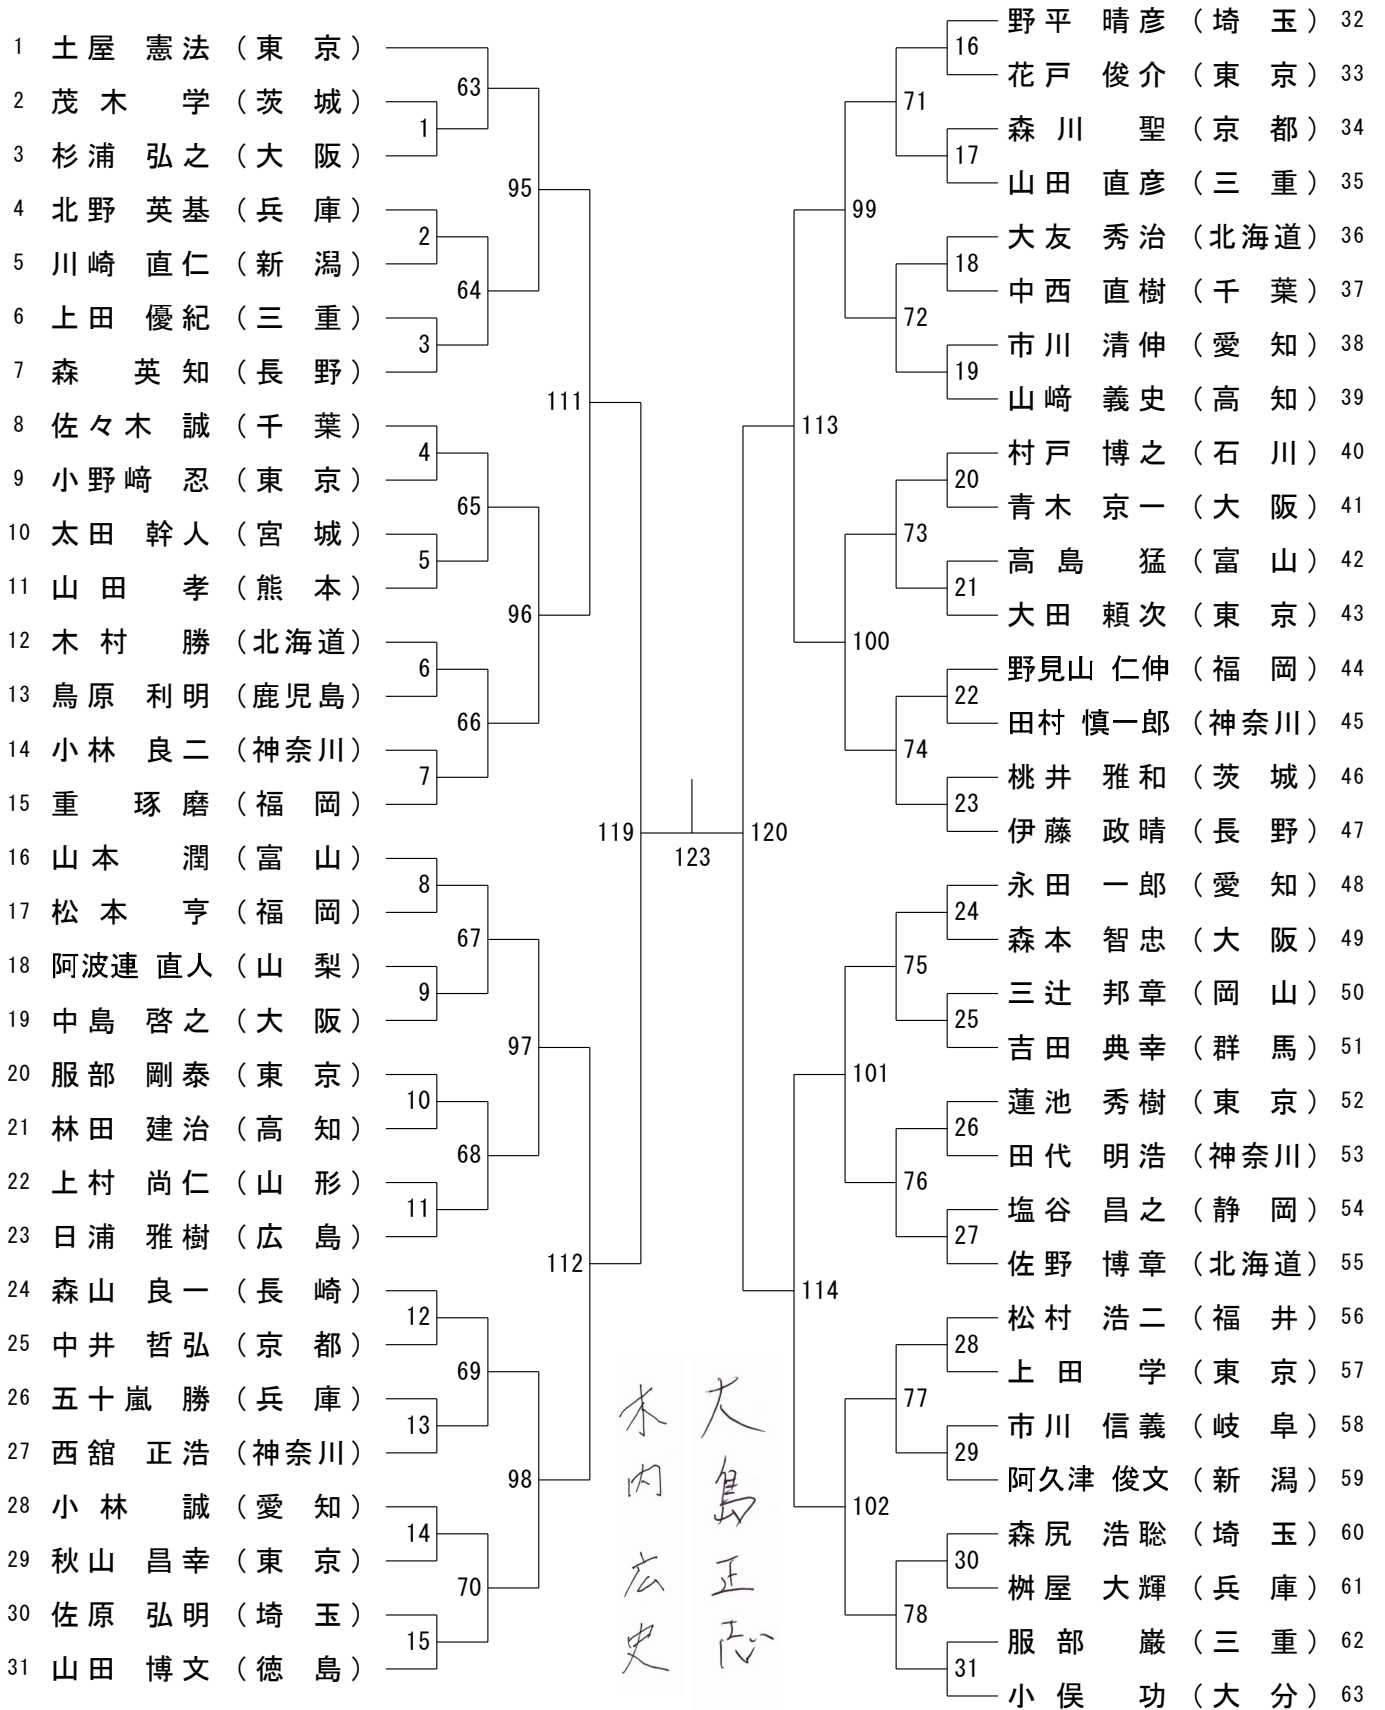 1 土屋 憲法 (東 京)
2 茂木 学 (茨 城)
3 杉浦 弘之 (大 阪)
4 北野 英基 (兵 庫)
5 川崎 直仁 (新 潟)
6 上田 優紀 (三 重)
7 森 英知 (長 野)
8 佐々木 誠 (千 葉)
9 小野﨑 忍 (東 京)
10 太田 幹人 (宮 城)
11 山田 孝 (熊 本)
12 木村 勝 (北海道)
13 鳥原 利明 (鹿児島)
14 小林 良二 (神奈川)
15 重 琢磨 (福 岡)
16 山本 潤 (富 山)
17 松本 亨 (福 岡)
18 阿波連 直人 (山 梨)
19 中島 啓之 (大 阪)
20 服部 剛泰 (東 京)
21 林田 建治 (高 知)
22 上村 尚仁 (山 形)
23 日浦 雅樹 (広 島)
24 森山 良一 (長 崎)
25 中井 哲弘 (京 都)
26 五十嵐 勝 (兵 庫)
27 西舘 正浩 (神奈川)
28 小林 誠 (愛 知)
29 秋山 昌幸 (東 京)
30 佐原 弘明 (埼 玉)
31 山田 博文 (徳 島)
1
2
3
4
5
6
7
8
9
10
11
12
13
14
15
63
64
65
66
67
68
69
70
95
96
97
98
111
112
119
123
120
113
114
99
100
101
102
71
72
73
74
75
76
77
78
16
17
18
19
20
21
22
23
24
25
26
27
28
29
30
31
野平 晴彦 (埼 玉) 32
花戸 俊介 (東 京) 33
森川 聖 (京 都) 34
山田 直彦 (三 重) 35
大友 秀治 (北海道) 36
中西 直樹 (千 葉) 37
市川 清伸 (愛 知) 38
山﨑 義史 (高 知) 39
村戸 博之 (石 川) 40
青木 京一 (大 阪) 41
高島 猛 (富 山) 42
大田 頼次 (東 京) 43
野見山 仁伸 (福 岡) 44
田村 慎一郎 (神奈川) 45
桃井 雅和 (茨 城) 46
伊藤 政晴 (長 野) 47
永田 一郎 (愛 知) 48
森本 智忠 (大 阪) 49
三辻 邦章 (岡 山) 50
吉田 典幸 (群 馬) 51
蓮池 秀樹 (東 京) 52
田代 明浩 (神奈川) 53
塩谷 昌之 (静 岡) 54
佐野 博章 (北海道) 55
松村 浩二 (福 井) 56
上田 学 (東 京) 57
市川 信義 (岐 阜) 58
阿久津 俊文 (新 潟) 59
森尻 浩聡 (埼 玉) 60
桝屋 大輝 (兵 庫) 61
服部 巌 (三 重) 62
小俣 功 (大 分) 63
大島正志
木内広史